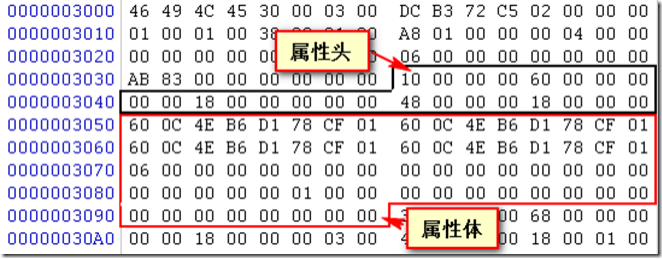 0000003000 46 49 4C 45 30 00 03 00 DC B3 72 C5 02 00 00 00
0000003010 01 00 01 00 38 00 A8 01 00 00 00 04 00 00
属性头
0000003020 00 00 00 00 00 06 00 00 00 00 00 00 00
0000003030 AB 83 00 00 00 00 00 00 10 00 00 00 60 00 00 00
0000003040 00 00 18 00 00 00 00 00 48 00 00 00 18 00 00 00
0000003050 60 0C 4E B6 D1 78 CF 01 60 0C 4E B6 D1 78 CF 01
0000003060 60 0C 4E B6 D1 78 CF 01 60 0C 4E B6 D1 78 CF 01
0000003070 06 00 00 00 00 00 00 00 00 00 00 00 00 00 00 00
0000003080 00 00 00 00 00 01 00 00 00 00 00 00 00 00 00 00
0000003090 00 00 00 00 00 00 00 00 00 68 00 00 00
属性体
00000030A0 00 00 18 00 00 00 03 00 00 18 00 01 00